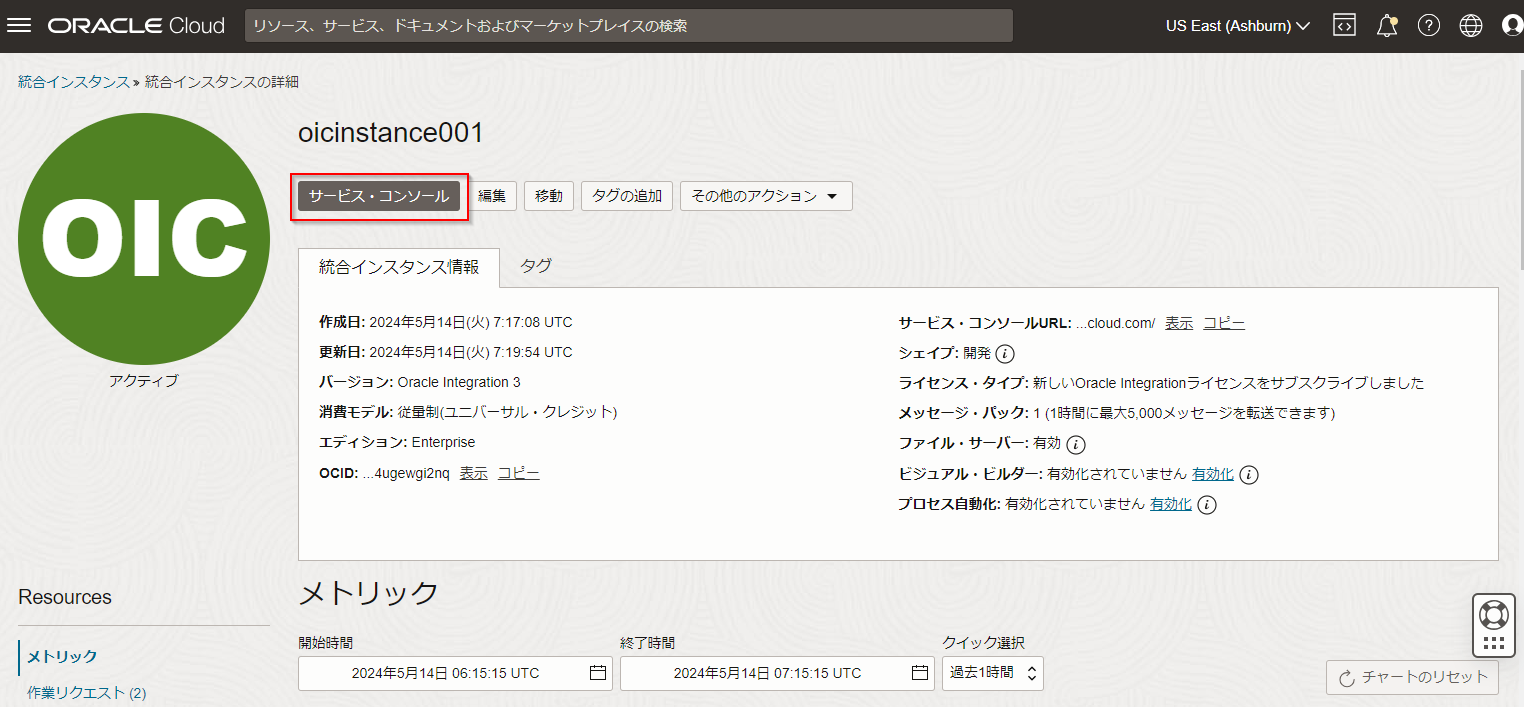 ORACLE Cloud
リソース、サービス、ドキュメントおよびマーケットプレイスの検索
US East (Ashburn)
統合インスタンス » 統合インスタンスの詳細
OIC
アクティブ
oicinstance001
サービス・コンソール 編集 移動 タグの追加 その他のアクション
統合インスタンス情報 タグ
作成日: 2024年5月14日(火) 7:17:08 UTC
更新日: 2024年5月14日(火) 7:19:54 UTC
バージョン: Oracle Integration 3
消費モデル: 従量制(ユニバーサル・クレジット)
エディション: Enterprise
OCID: ...4ugewgi2nq 表示 コピー
サービス・コンソールURL: ...cloud.com/ 表示 コピー
シェイプ: 開発
ライセンス・タイプ: 新しいOracle Integrationライセンスをサブスクライブしました
メッセージ・パック: 1 (1時間に最大5,000メッセージを転送できます)
ファイル・サーバー: 有効
ビジュアル・ビルダー: 有効化されていません 有効化
プロセス自動化: 有効化されていません 有効化
Resources
メトリック
作業リクエスト (2)
メトリック
開始時間 終了時間 クイック選択
2024年5月14日 06:15:15 UTC 2024年5月14日 07:15:15 UTC 過去1時間
チャートのリセット